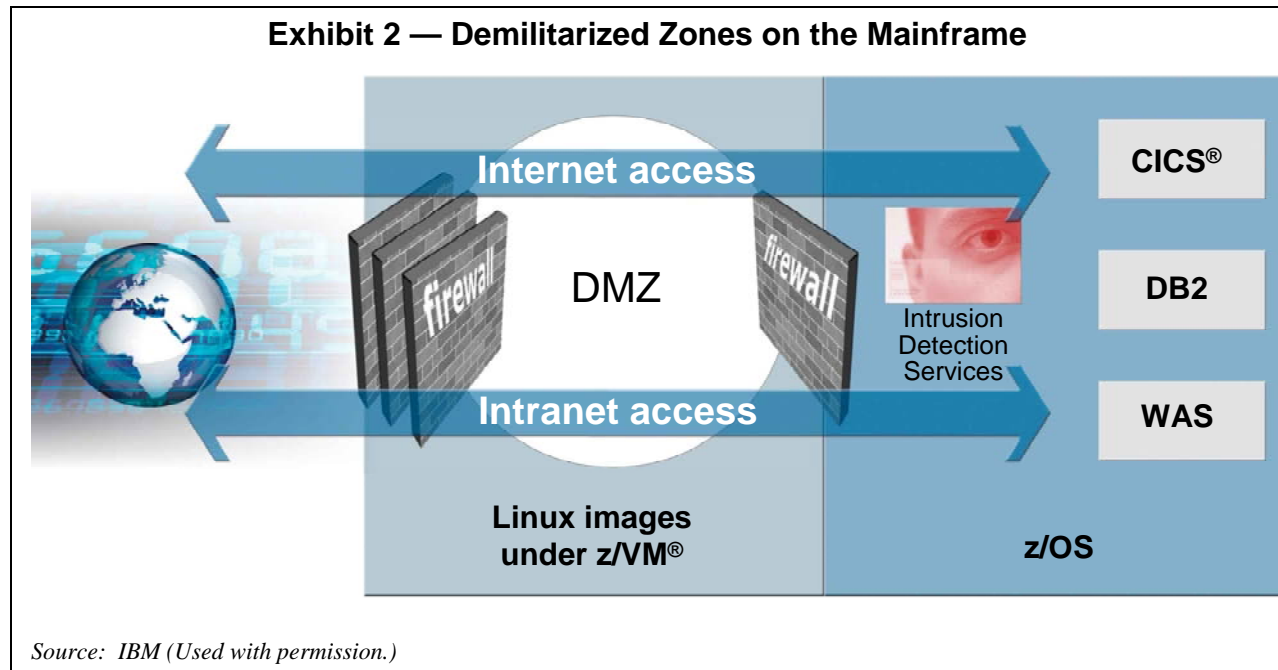 Exhibit 2 — Demilitarized Zones on the Mainframe
Internet access
CICS®
firewall
DMZ
firewall
Intrusion
Detection
Services
DB2
Intranet access
WAS
Linux images
under z/VM®
z/OS
Source: IBM (Used with permission.)